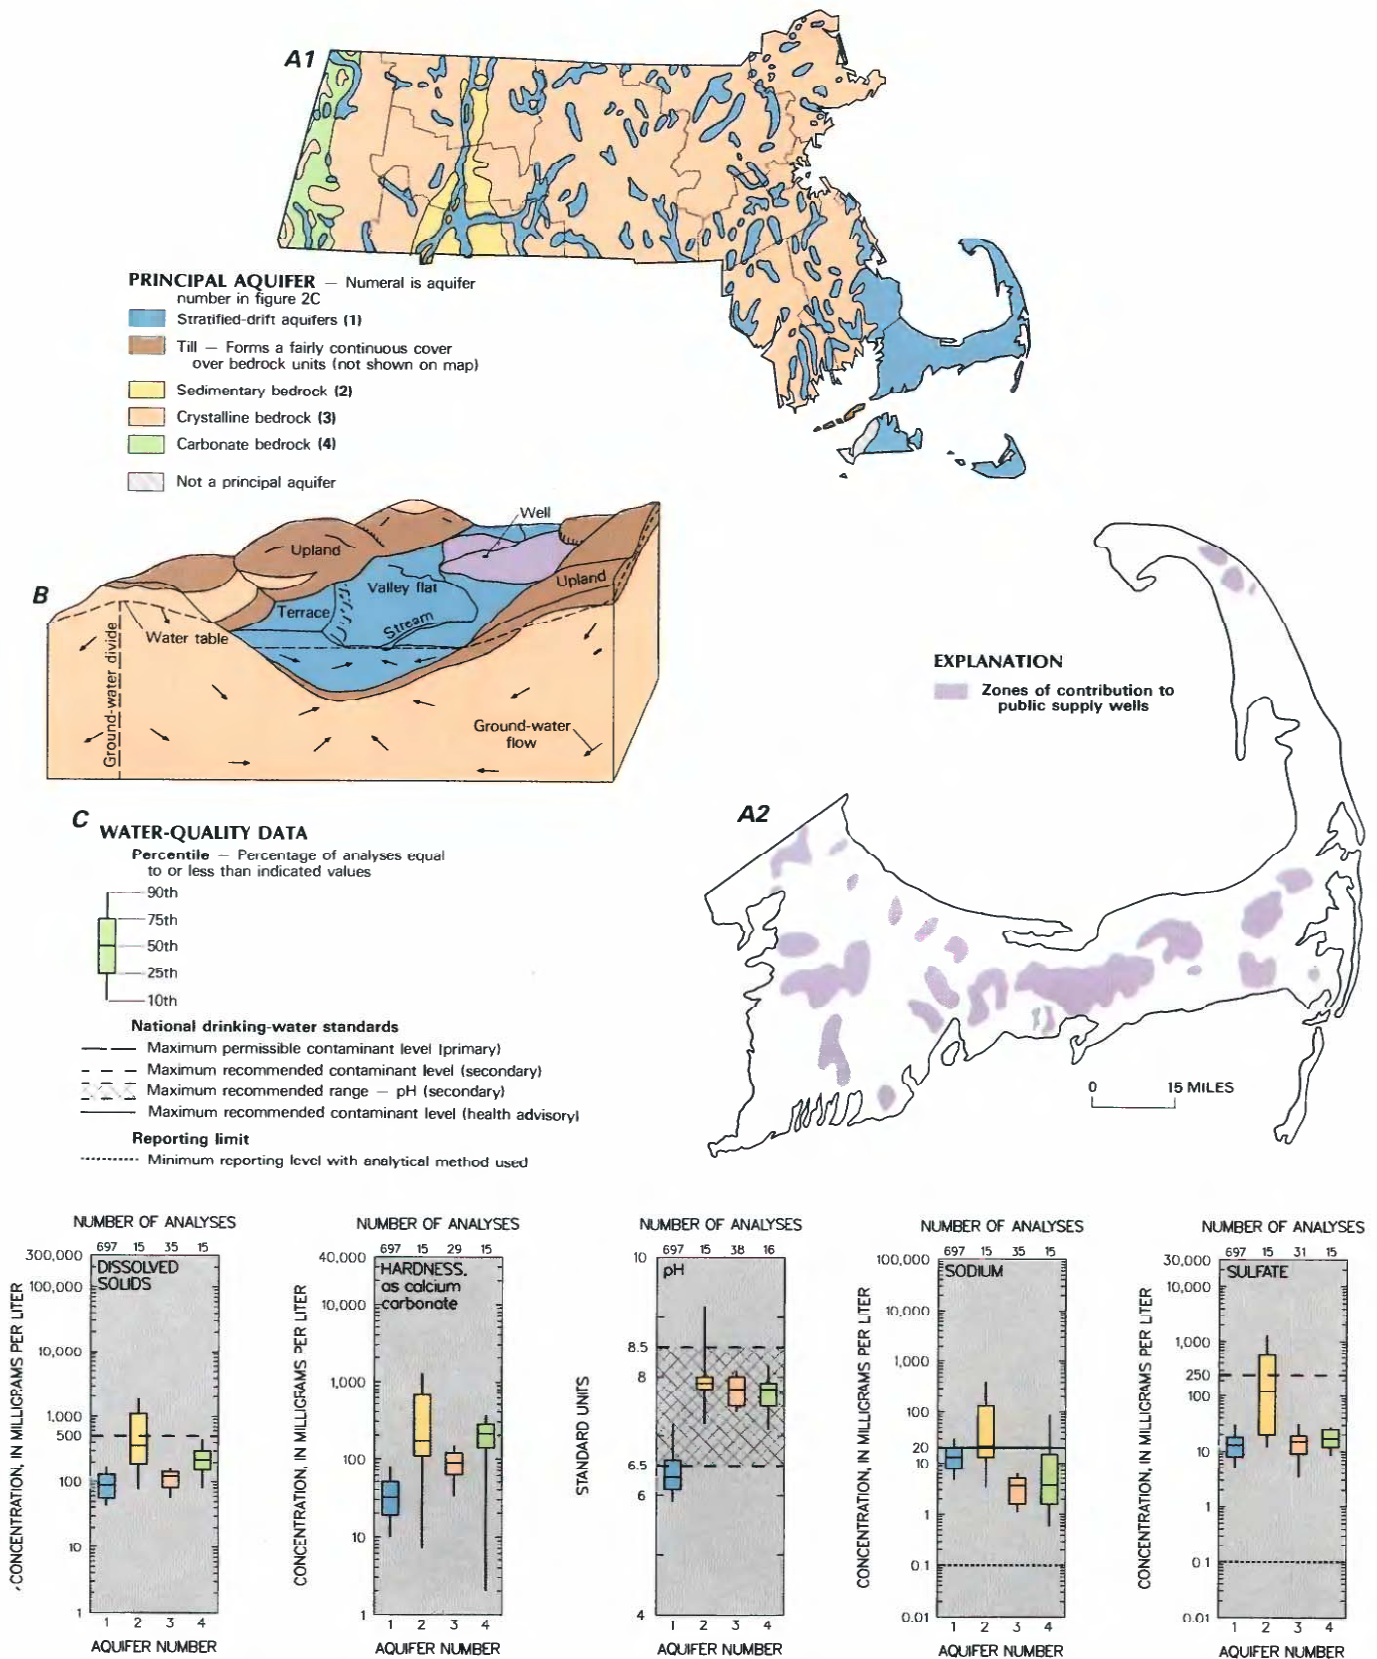 A1
PRINCIPAL AQUIFER — Numeral is aquifer
number in figure 2C
Stratified-drift aquifers (1)
Till — Forms a fairly continuous cover
over bedrock units (not shown on map)
Sedimentary bedrock (2)
Crystalline bedrock (3)
Carbonate bedrock (4)
Not a principal aquifer
B
Well
Upland
Valley flat
Upland
Terrace
Stream
Water table
Ground-water divide
Ground-water
flow
EXPLANATION
Zones of contribution to
public supply wells
A2
0 15 MILES
C WATER-QUALITY DATA
Percentile — Percentage of analyses equal
to or less than indicated values
90th
75th
50th
25th
10th
National drinking-water standards
Maximum permissible contaminant level (primary)
Maximum recommended contaminant level (secondary)
Maximum recommended range — pH (secondary)
Maximum recommended contaminant level (health advisory)
Reporting limit
Minimum reporting level with analytical method used
NUMBER OF ANALYSES
697 15 35 15
DISSOLVED
SOLIDS
CONCENTRATION, IN MILLIGRAMS PER LITER
300,000
100,000
10,000
1,000
500
100
10
1
1 2 3 4
AQUIFER NUMBER
NUMBER OF ANALYSES
697 15 29 15
HARDNESS,
as calcium
carbonate
CONCENTRATION, IN MILLIGRAMS PER LITER
40,000
10,000
1,000
100
10
1
1 2 3 4
AQUIFER NUMBER
NUMBER OF ANALYSES
697 15 38 16
pH
STANDARD UNITS
10
8.5
8
6.5
6
4
1 2 3 4
AQUIFER NUMBER
NUMBER OF ANALYSES
697 15 35 15
SODIUM
CONCENTRATION, IN MILLIGRAMS PER LITER
100,000
10,000
1,000
100
20
10
1
0.1
0.01
1 2 3 4
AQUIFER NUMBER
NUMBER OF ANALYSES
697 15 31 15
SULFATE
CONCENTRATION, IN MILLIGRAMS PER LITER
30,000
10,000
1,000
250
100
10
1
0.1
0.01
1 2 3 4
AQUIFER NUMBER